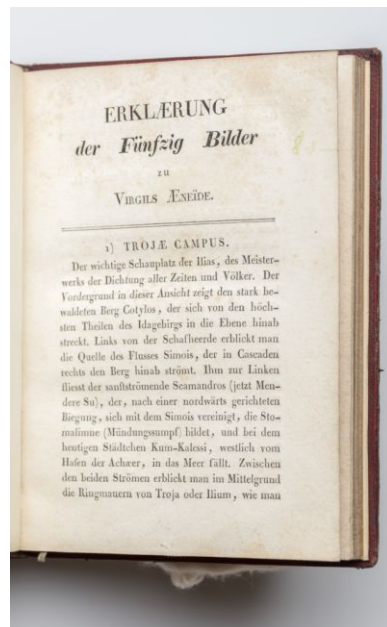 ERKLÆRUNG
der Fünfzig Bilder
zu
Virgils Æneïde.
1) TROJÆ CAMPUS.
Der wichtige Schauplatz der Ilias, des Meister-
werks der Dichtung aller Zeiten und Völker. Der
Vordergrund in dieser Ansicht zeigt den stark be-
waldeten Berg Cotylos, der sich von den höch-
sten Theilen des Idagebirgs in die Ebene hinab
streckt. Links von der Schafheerde erblickt man
die Quelle des Flusses Simois, der in Cascaden
rechts den Berg hinab strömt. Ihm zur Linken
fliesst der sanftströmende Scamandros (jetzt Men-
dere Su), der, nach einer nordwärts gerichteten
Biegung, sich mit dem Simois vereinigt, die Sto-
malimne (Mündungssumpf) bildet, und bei dem
heutigen Städtchen Kum-Kalessi, westlich vom
Hafen der Achæer, in das Meer fällt. Zwischen
den beiden Strömen erblickt man im Mittelgrund
die Ringmauern von Troja oder Ilium, wie man